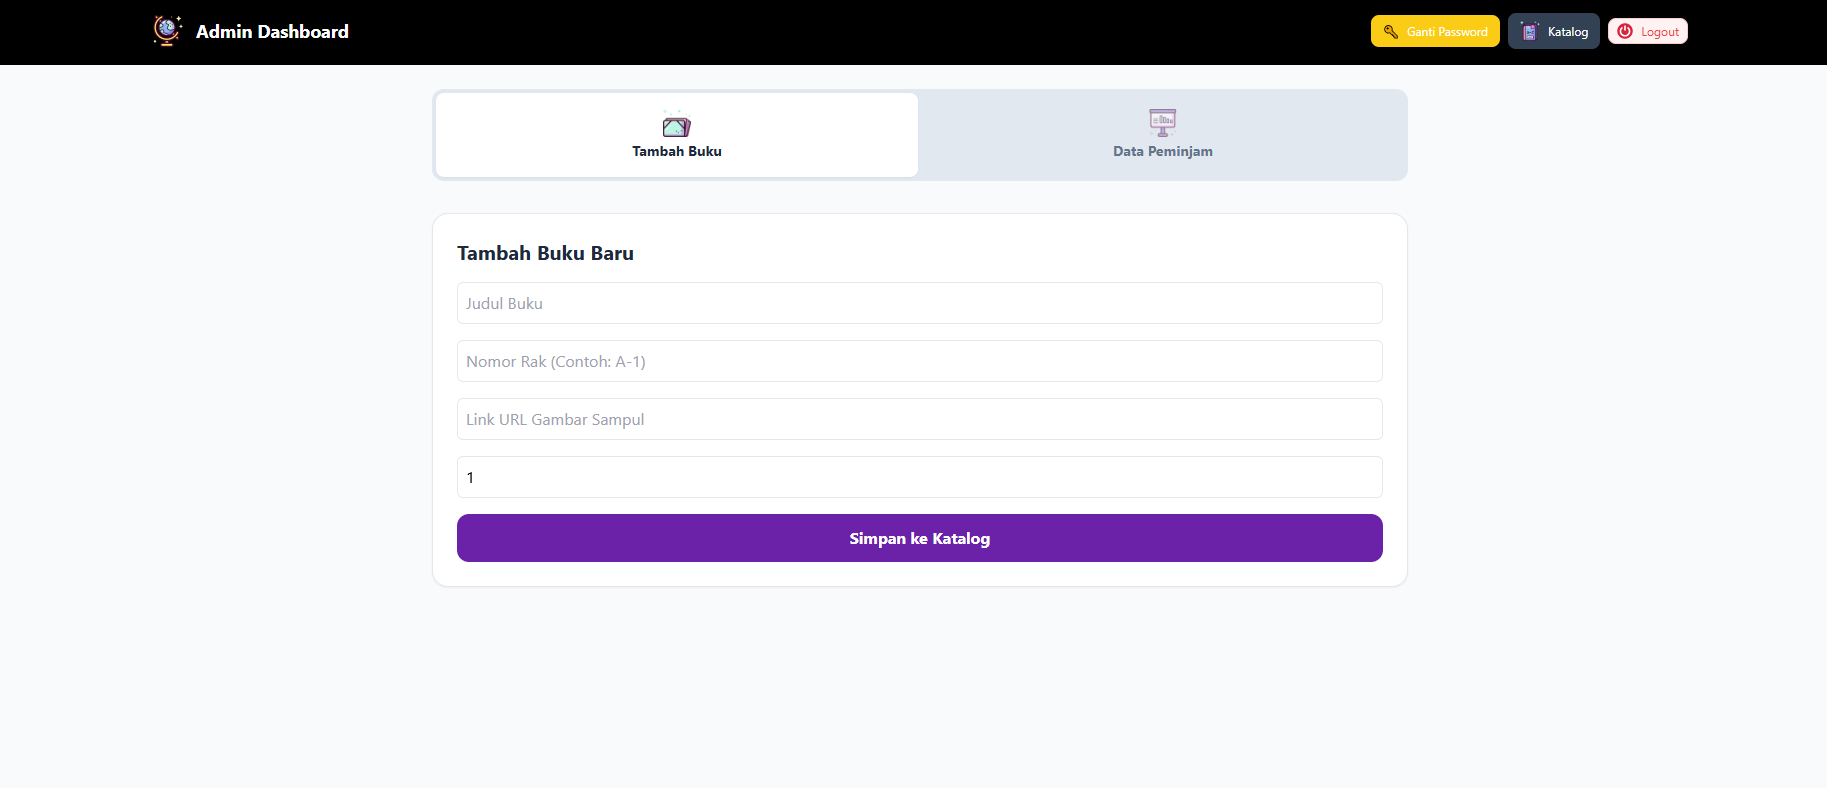 Admin Dashboard
Ganti Password
Katalog
Logout
Tambah Buku
Data Peminjam
Tambah Buku Baru
Judul Buku
Nomor Rak (Contoh: A-1)
Link URL Gambar Sampul
1
Simpan ke Katalog